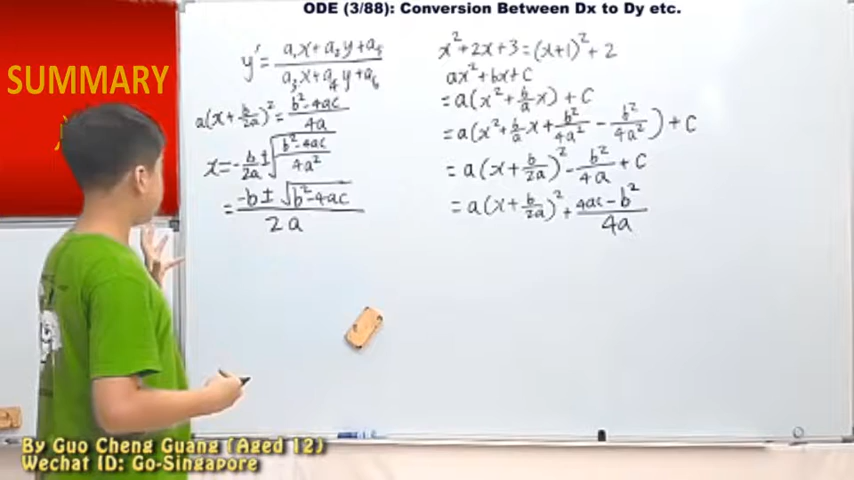 ODE (3/88): Conversion Between Dx to Dy etc.
SUMMARY
y' = (a₁x+a₂y+a₅)/(a₃x+a₄y+a₆)
a(x+b/2a)² = (b²-4ac)/4a
x = -b/2a ± √((b²-4ac)/4a²)
= (-b±√(b²-4ac))/2a
x²+2x+3=(x+1)²+2
ax²+bx+c
= a(x²+b/a x)+c
= a(x²+b/a x+b²/4a² - b²/4a²)+c
= a(x+b/2a)² - b²/4a + c
= a(x+b/2a)² + (4ac-b²)/4a
By Guo Cheng Guang (Aged 12)
Wechat ID: Go-Singapore